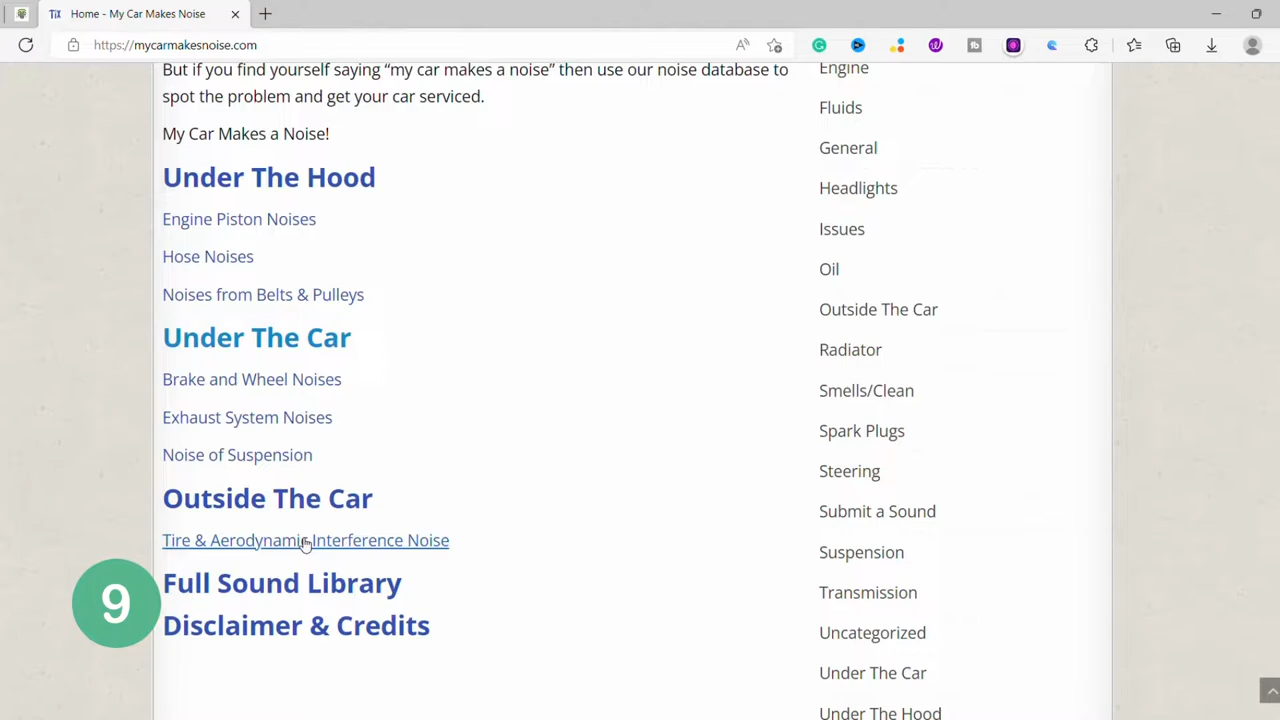 TiX Home - My Car Makes Noise
https://mycarmakesnoise.com
But if you find yourself saying “my car makes a noise” then use our noise database to
spot the problem and get your car serviced.
My Car Makes a Noise!
Under The Hood
Engine Piston Noises
Hose Noises
Noises from Belts & Pulleys
Under The Car
Brake and Wheel Noises
Exhaust System Noises
Noise of Suspension
Outside The Car
Tire & Aerodynamic Interference Noise
9
Full Sound Library
Disclaimer & Credits
Engine
Fluids
General
Headlights
Issues
Oil
Outside The Car
Radiator
Smells/Clean
Spark Plugs
Steering
Submit a Sound
Suspension
Transmission
Uncategorized
Under The Car
Under The Hood